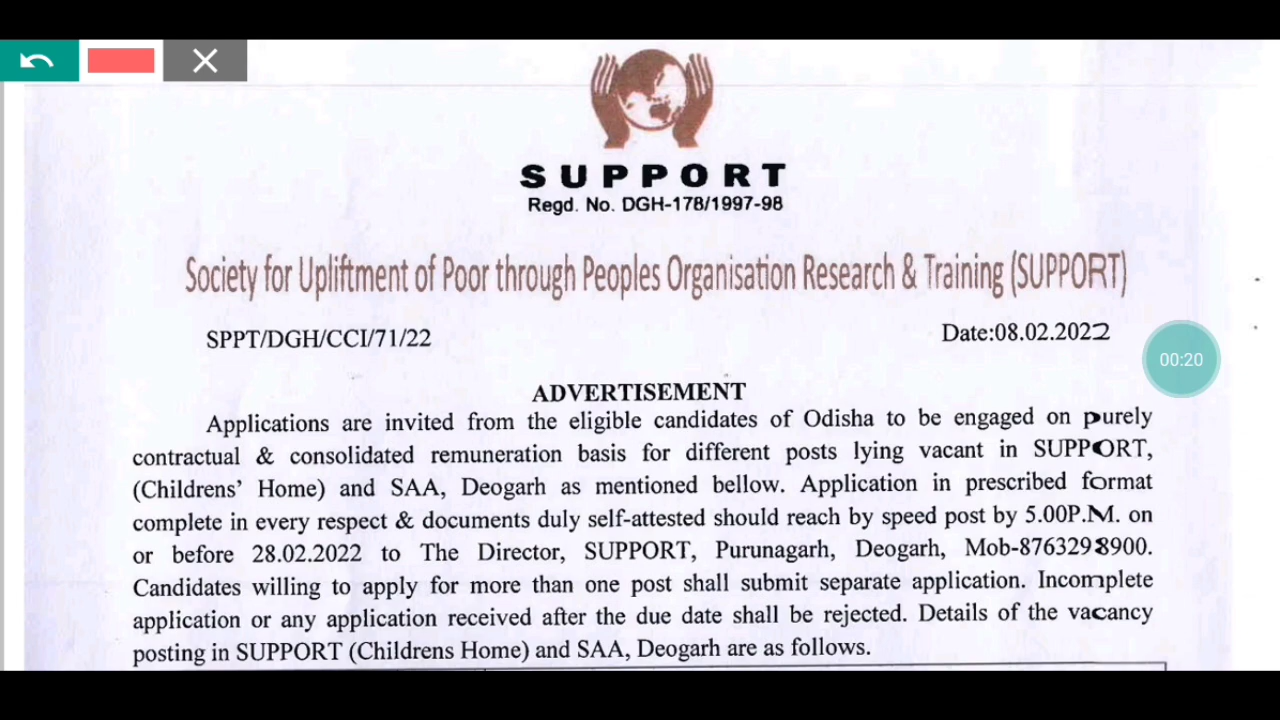 SUPPORT
Regd. No. DGH-178/1997-98
Society for Upliftment of Poor through Peoples Organisation Research & Training (SUPPORT)
SPPT/DGH/CCI/71/22
Date:08.02.2022
00:20
ADVERTISEMENT
Applications are invited from the eligible candidates of Odisha to be engaged on purely
contractual & consolidated remuneration basis for different posts lying vacant in SUPPORT,
(Childrens' Home) and SAA, Deogarh as mentioned bellow. Application in prescribed format
complete in every respect & documents duly self-attested should reach by speed post by 5.00P.M. on
or before 28.02.2022 to The Director, SUPPORT, Purunagarh, Deogarh, Mob-8763298900.
Candidates willing to apply for more than one post shall submit separate application. Incomplete
application or any application received after the due date shall be rejected. Details of the vacancy
posting in SUPPORT (Childrens Home) and SAA, Deogarh are as follows.